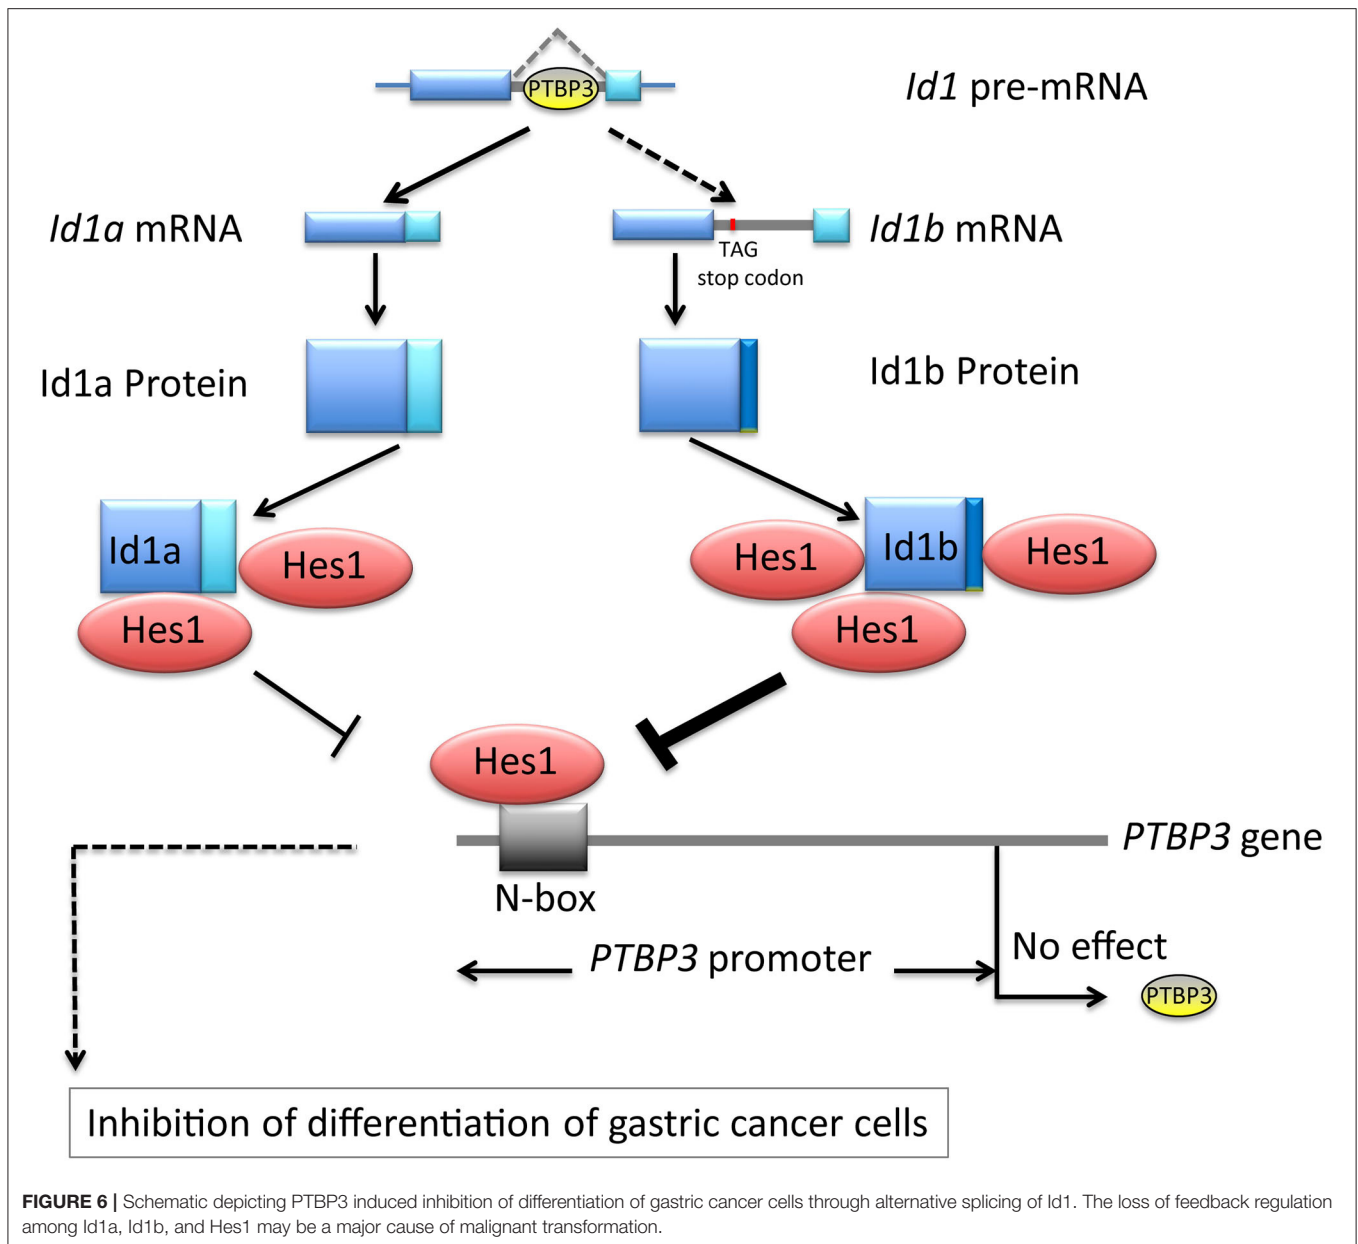 PTBP3
Id1 pre-mRNA
Id1a mRNA
Id1b mRNA
TAG
stop codon
Id1a Protein
Id1b Protein
Id1a
Hes1
Hes1
Hes1
Id1b
Hes1
Hes1
Hes1
PTBP3 gene
N-box
PTBP3 promoter
No effect
PTBP3
Inhibition of differentiation of gastric cancer cells
FIGURE 6 | Schematic depicting PTBP3 induced inhibition of differentiation of gastric cancer cells through alternative splicing of Id1. The loss of feedback regulation
among Id1a, Id1b, and Hes1 may be a major cause of malignant transformation.